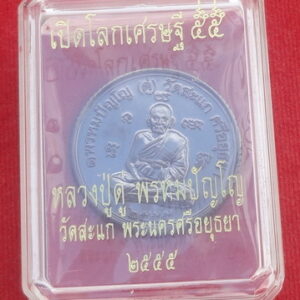 เปิดโลกเศรษฐี ๕๕
หลวงปู่ดู่ พรหมปัญโญ
วัดสะแก พระนครศรีอยุธยา
๒๕๕๕